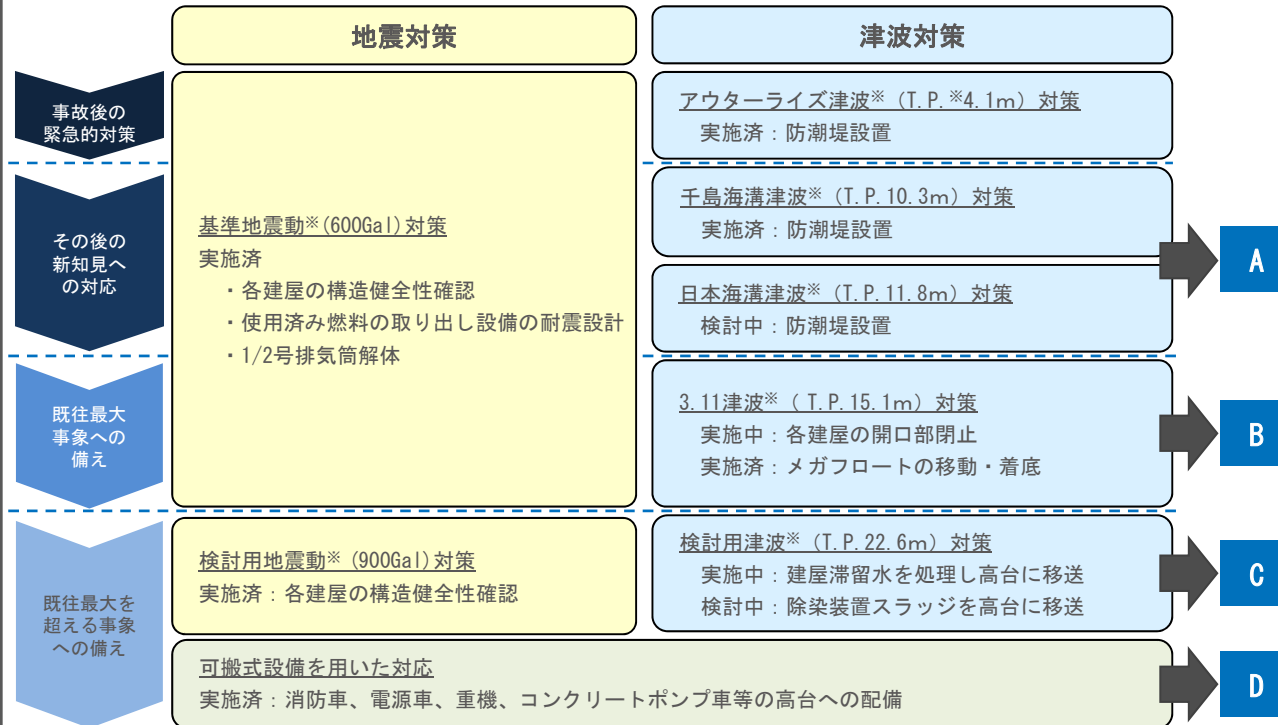 地震対策
津波対策
事故後の
緊急的対策
アウターライズ津波※（T.P.※4.1m）対策
実施済：防潮堤設置
その後の
新知見へ
の対応
基準地震動※(600Gal)対策
実施済
・各建屋の構造健全性確認
・使用済み燃料の取り出し設備の耐震設計
・1/2号排気筒解体
千島海溝津波※（T.P.10.3m）対策
実施済：防潮堤設置
日本海溝津波※（T.P.11.8m）対策
検討中：防潮堤設置
A
既往最大
事象への
備え
3.11津波※（ T.P.15.1m）対策
実施中：各建屋の開口部閉止
実施済：メガフロートの移動・着底
B
既往最大を
超える事象
への備え
検討用地震動※（900Gal)対策
実施済：各建屋の構造健全性確認
検討用津波※（T.P.22.6m）対策
実施中：建屋滞留水を処理し高台に移送
検討中：除染装置スラッジを高台に移送
C
可搬式設備を用いた対応
実施済：消防車、電源車、重機、コンクリートポンプ車等の高台への配備
D